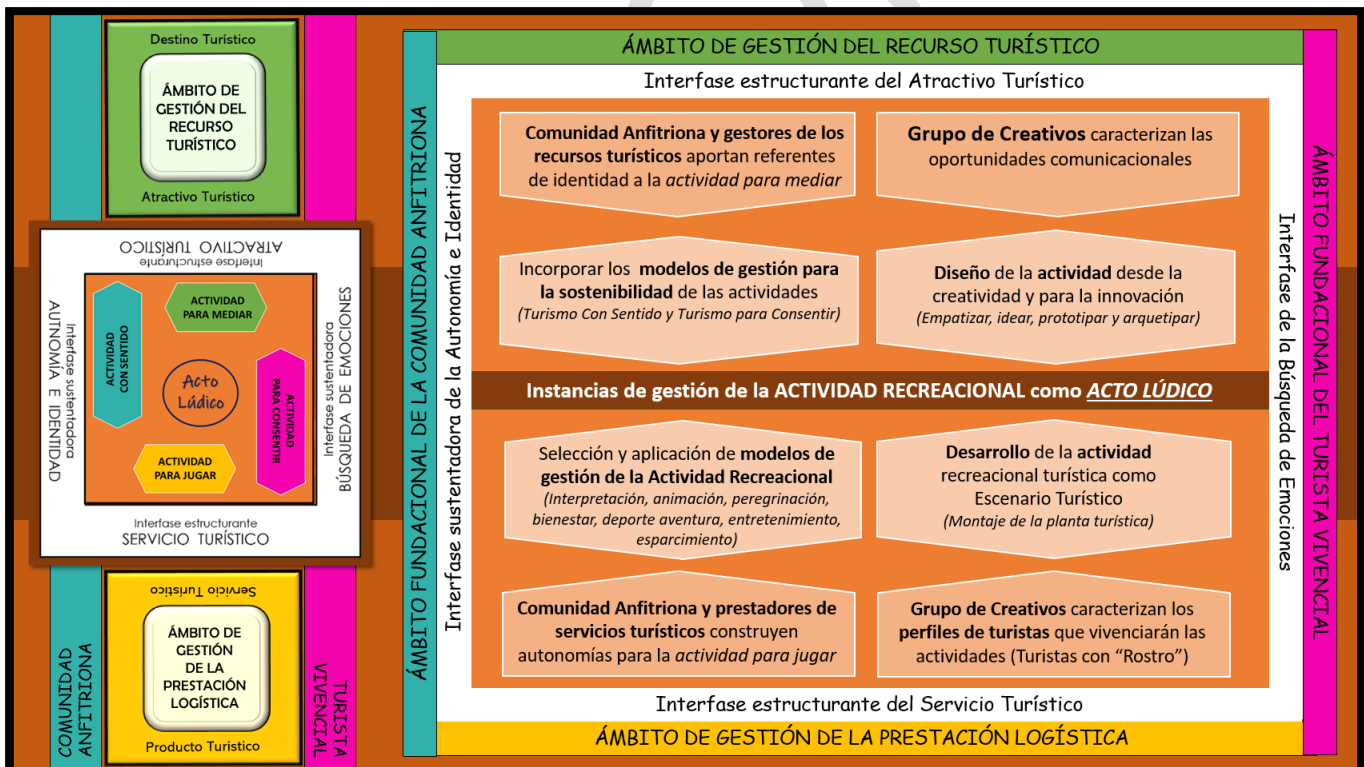 Destino Turístico
ÁMBITO DE
GESTIÓN DEL
RECURSO
TURÍSTICO
Atractivo Turístico
Interfase estructurante
ATRACTIVO TURÍSTICO
Interfase sustentadora
AUTNOMÍA E IDENTIDAD
ACTIVIDAD
PARA MEDIAR
ACTIVIDAD
CON SENTIDO
Acto
Lúdico
ACTIVIDAD
PARA CONSENTIR
ACTIVIDAD
PARA JUGAR
Interfase sustentadora
BÚSQUEDA DE EMOCIONES
Interfase estructurante
SERVICIO TURÍSTICO
Servicio Turístico
ÁMBITO DE
GESTIÓN
DE LA
PRESTACIÓN
LOGÍSTICA
Producto Turístico
COMUNIDAD
ANFITRIONA
TURISTA
VIVENCIAL
ÁMBITO DE GESTIÓN DEL RECURSO TURÍSTICO
Interfase estructurante del Atractivo Turístico
ÁMBITO FUNDACIONAL DE LA COMUNIDAD ANFITRIONA
Interfase sustentadora de la Autonomía e Identidad
Comunidad Anfitriona y gestores de los
recursos turísticos aportan referentes
de identidad a la actividad para mediar
Grupo de Creativos caracterizan las
oportunidades comunicacionales
Incorporar los modelos de gestión para
la sostenibilidad de las actividades
(Turismo Con Sentido y Turismo para Consentir)
Diseño de la actividad desde la
creatividad y para la innovación
(Empatizar, idear, prototipar y arquetipar)
Instancias de gestión de la ACTIVIDAD RECREACIONAL como ACTO LÚDICO
Selección y aplicación de modelos de
gestión de la Actividad Recreacional
(Interpretación, animación, peregrinación,
bienestar, deporte aventura, entretenimiento,
esparcimiento)
Desarrollo de la actividad
recreacional turística como
Escenario Turístico
(Montaje de la planta turística)
Comunidad Anfitriona y prestadores de
servicios turísticos construyen
autonomías para la actividad para jugar
Grupo de Creativos caracterizan los
perfiles de turistas que vivenciarán las
actividades (Turistas con “Rostro”)
Interfase de la Búsqueda de Emociones
ÁMBITO FUNDACIONAL DEL TURISTA VIVENCIAL
Interfase estructurante del Servicio Turístico
ÁMBITO DE GESTIÓN DE LA PRESTACIÓN LOGÍSTICA